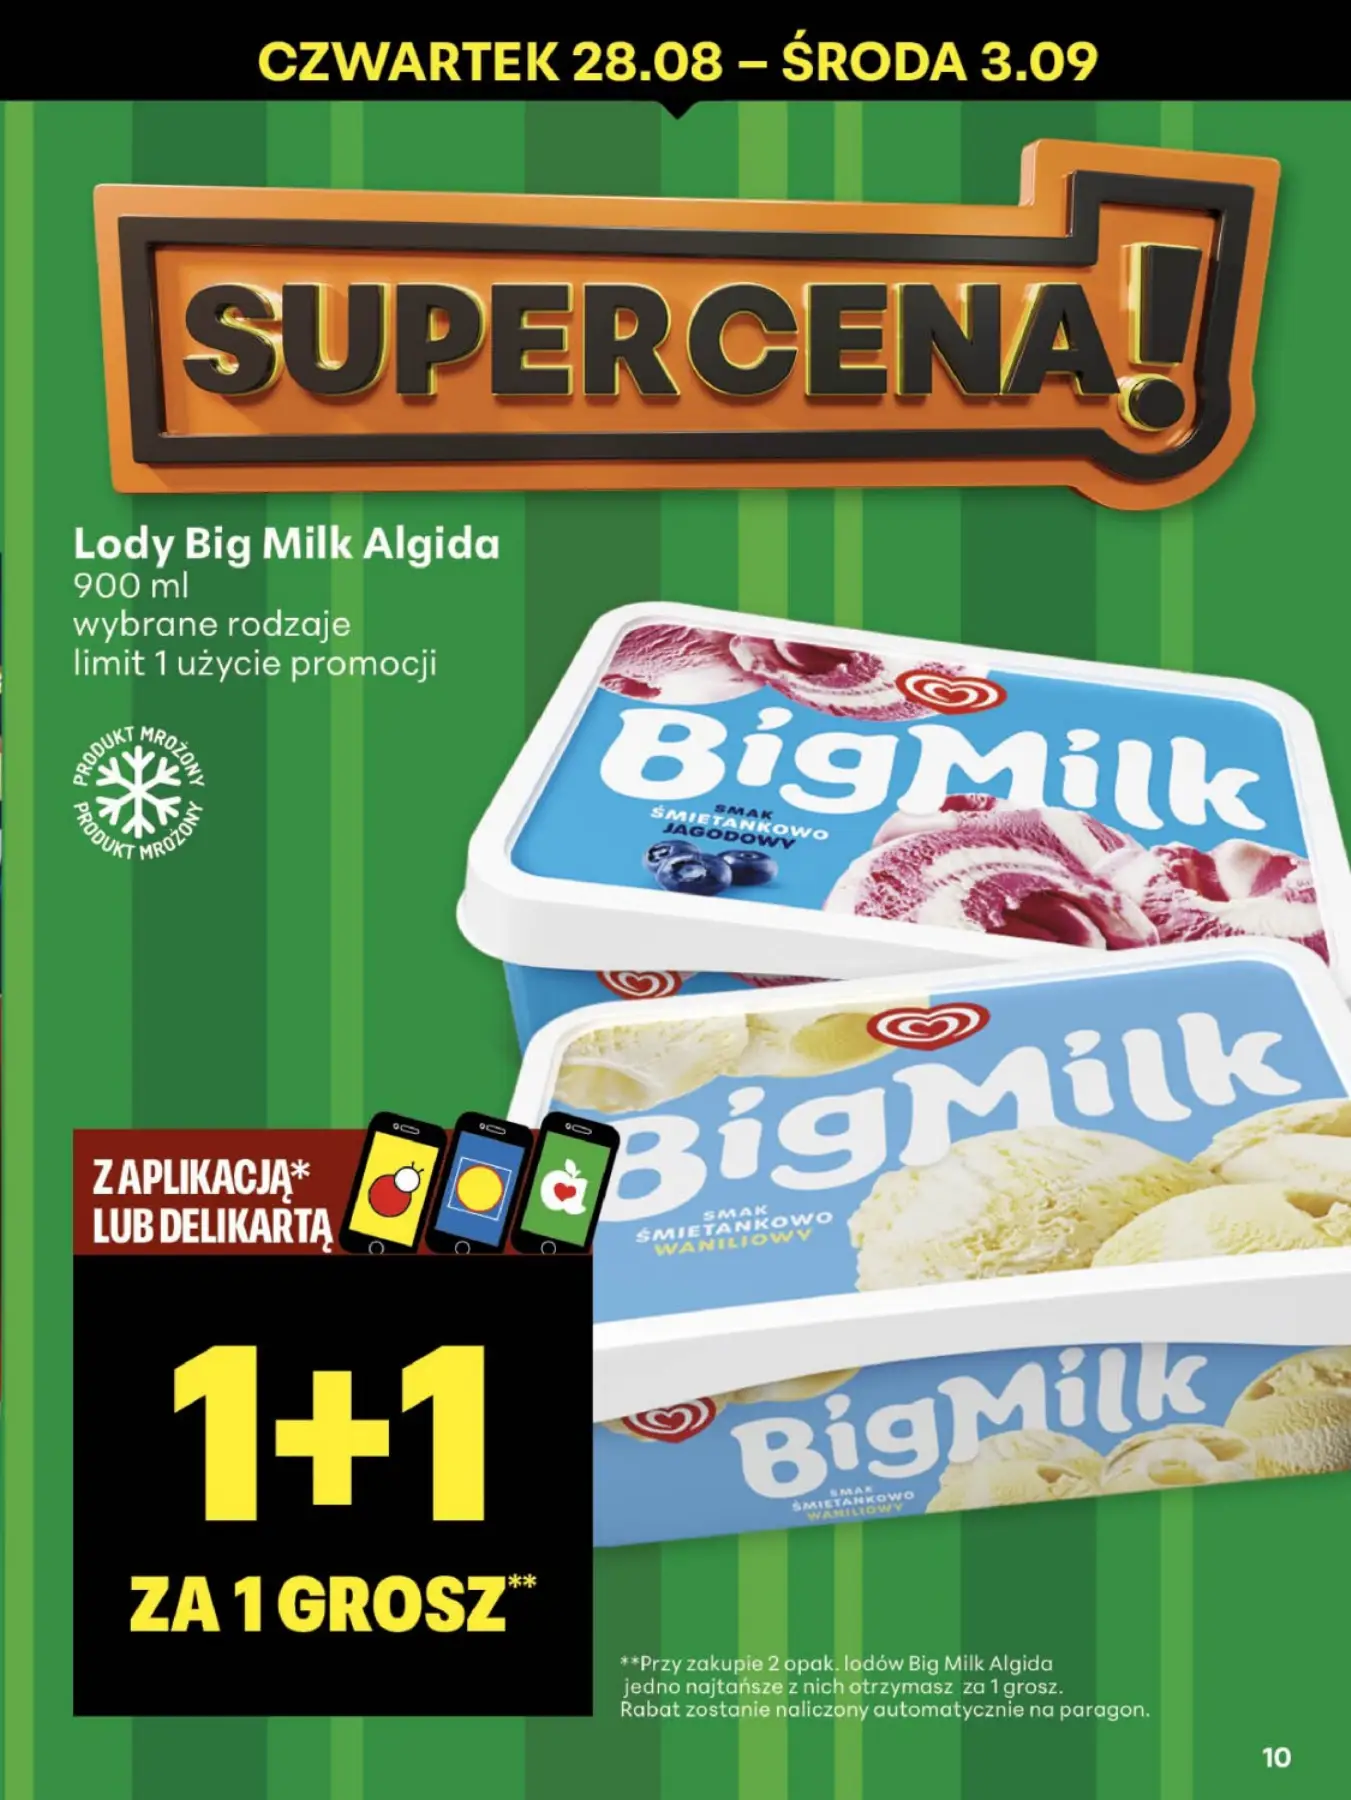 CZWARTEK 28.08 – ŚRODA 3.09
SUPERCENA!
Lody Big Milk Algida
900 ml
wybrane rodzaje
limit 1 użycie promocji
PRODUKT MROŻONY
PRODUKT MROŻONY
BigMilk
SMAK
ŚMIETANKOWO
JAGODOWY
BigMilk
SMAK
ŚMIETANKOWO
WANILIOWY
BigMilk
SMAK
ŚMIETANKOWO
WANILIOWY
Z APLIKACJĄ*
LUB DELIKARTĄ
1+1
ZA 1 GROSZ**
**Przy zakupie 2 opak. lodów Big Milk Algida
jedno najtańsze z nich otrzymasz za 1 grosz.
Rabat zostanie naliczony automatycznie na paragon.
10